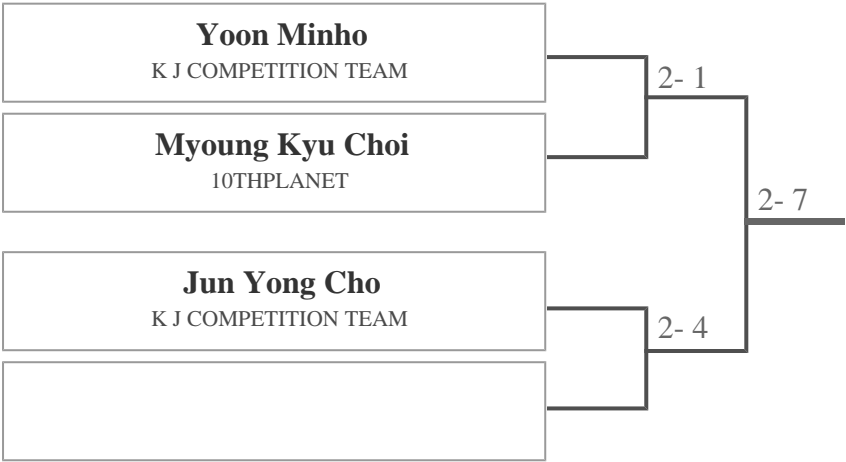 Yoon Minho
K J COMPETITION TEAM
2- 1
Myoung Kyu Choi
10THPLANET
2- 7
Jun Yong Cho
K J COMPETITION TEAM
2- 4